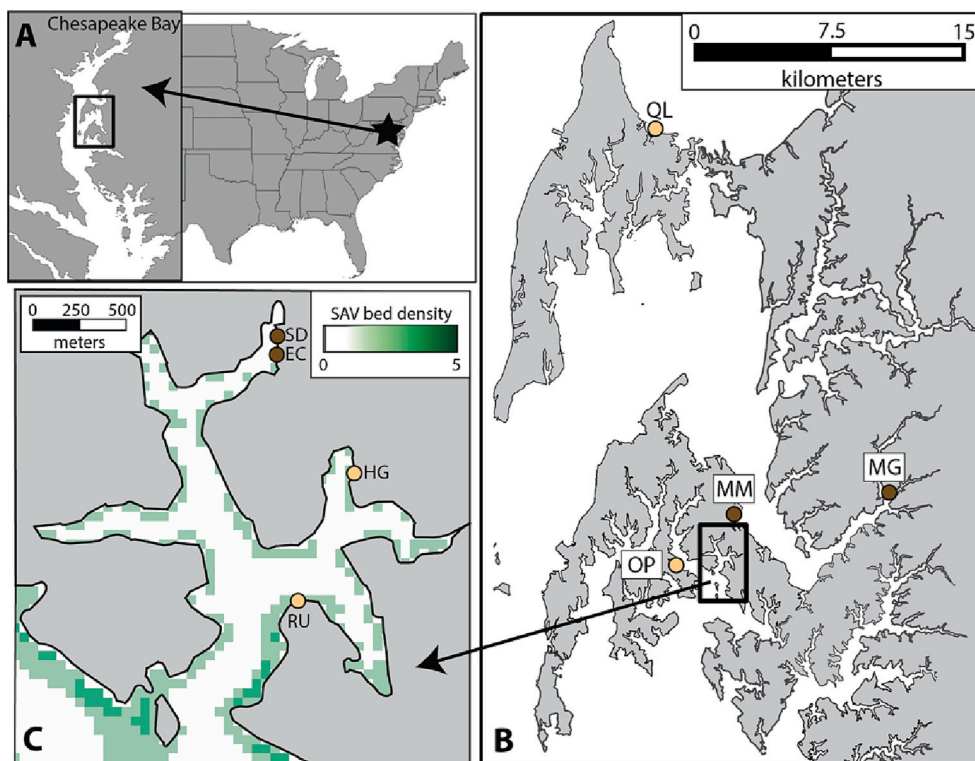 A
Chesapeake Bay
0 7.5 15
kilometers
QL
MG
MM
OP
B
0 250 500
meters
SAV bed density
0 5
SD
EC
HG
RU
C